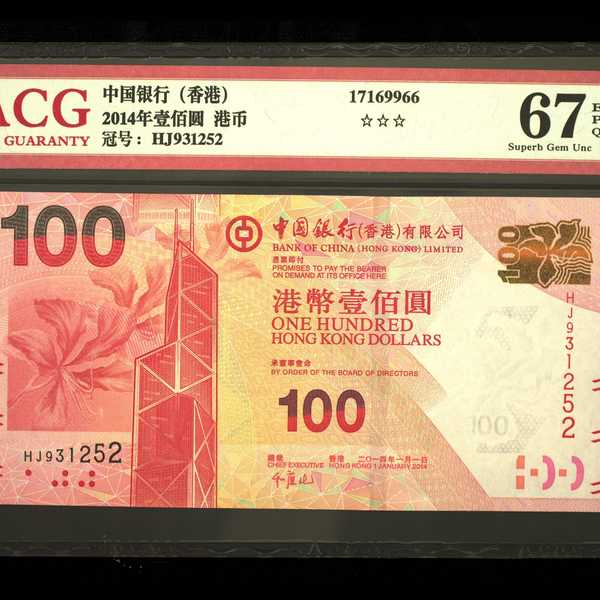 ACG
GUARANTY
中国银行（香港）
2014年壹佰圆 港币
冠号：HJ931252
17169966
☆☆☆
67 E
P
Q
Superb Gem Unc
100
中國銀行(香港)有限公司
BANK OF CHINA (HONG KONG) LIMITED
憑票即付
PROMISES TO PAY THE BEARER
ON DEMAND AT ITS OFFICE HERE
港幣壹佰圓
ONE HUNDRED
HONG KONG DOLLARS
承董事會命
BY ORDER OF THE BOARD OF DIRECTORS
100
總裁 香港 二〇一四年一月一日
CHIEF EXECUTIVE HONG KONG 1 JANUARY 2014
HJ931252
100
HJ931252
100